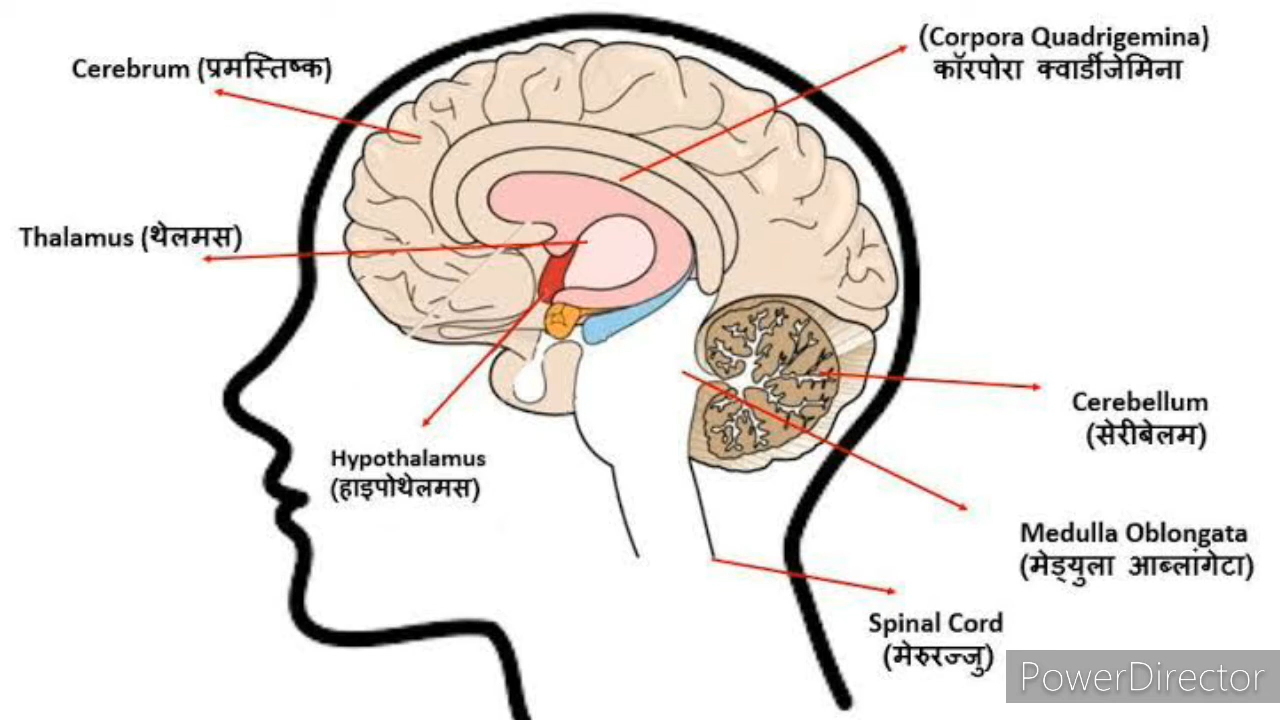 Cerebrum (प्रमस्तिष्क)
(Corpora Quadrigemina)
कॉरपोरा क्वार्डीजेमिना
Thalamus (थेलमस)
Hypothalamus
(हाइपोथेलमस)
Cerebellum
(सेरीबेलम)
Medulla Oblongata
(मेड्युला आब्लांगेटा)
Spinal Cord
(मेरुरज्जु)
PowerDirector